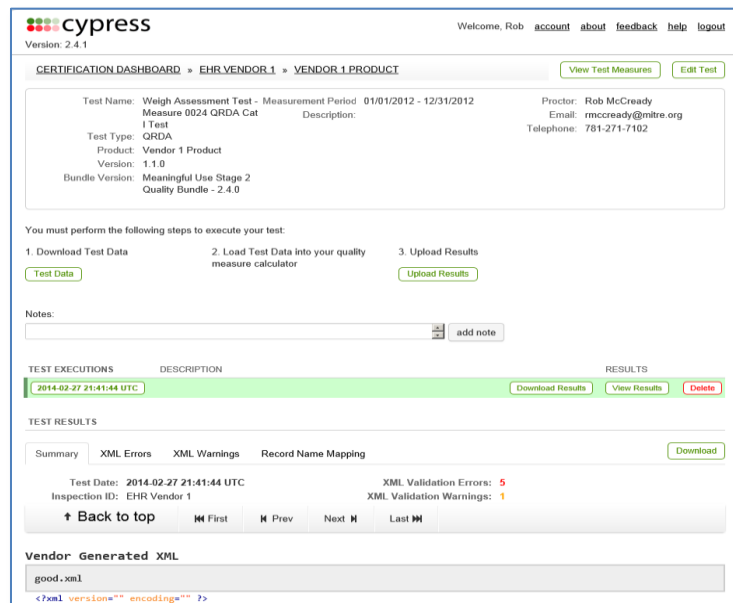 cypress
Welcome, Rob account about feedback help logout
Version: 2.4.1
CERTIFICATION DASHBOARD » EHR VENDOR 1 » VENDOR 1 PRODUCT
View Test Measures
Edit Test
Test Name: Weigh Assessment Test - Measure 0024 QRDA Cat I Test
Test Type: QRDA
Product: Vendor 1 Product
Version: 1.1.0
Bundle Version: Meaningful Use Stage 2
Quality Bundle - 2.4.0
Measurement Period 01/01/2012 - 12/31/2012
Description:
Proctor: Rob McCready
Email: rmccready@mitre.org
Telephone: 781-271-7102
You must perform the following steps to execute your test:
1. Download Test Data
Test Data
2. Load Test Data into your quality
measure calculator
3. Upload Results
Upload Results
Notes:
add note
TEST EXECUTIONS DESCRIPTION RESULTS
2014-02-27 21:41:44 UTC Download Results View Results Delete
TEST RESULTS
Summary XML Errors XML Warnings Record Name Mapping Download
Test Date: 2014-02-27 21:41:44 UTC XML Validation Errors: 5
Inspection ID: EHR Vendor 1 XML Validation Warnings: 1
Back to top First Prev Next Last
Vendor Generated XML
good.xml
<?xml version="" encoding="" ?>